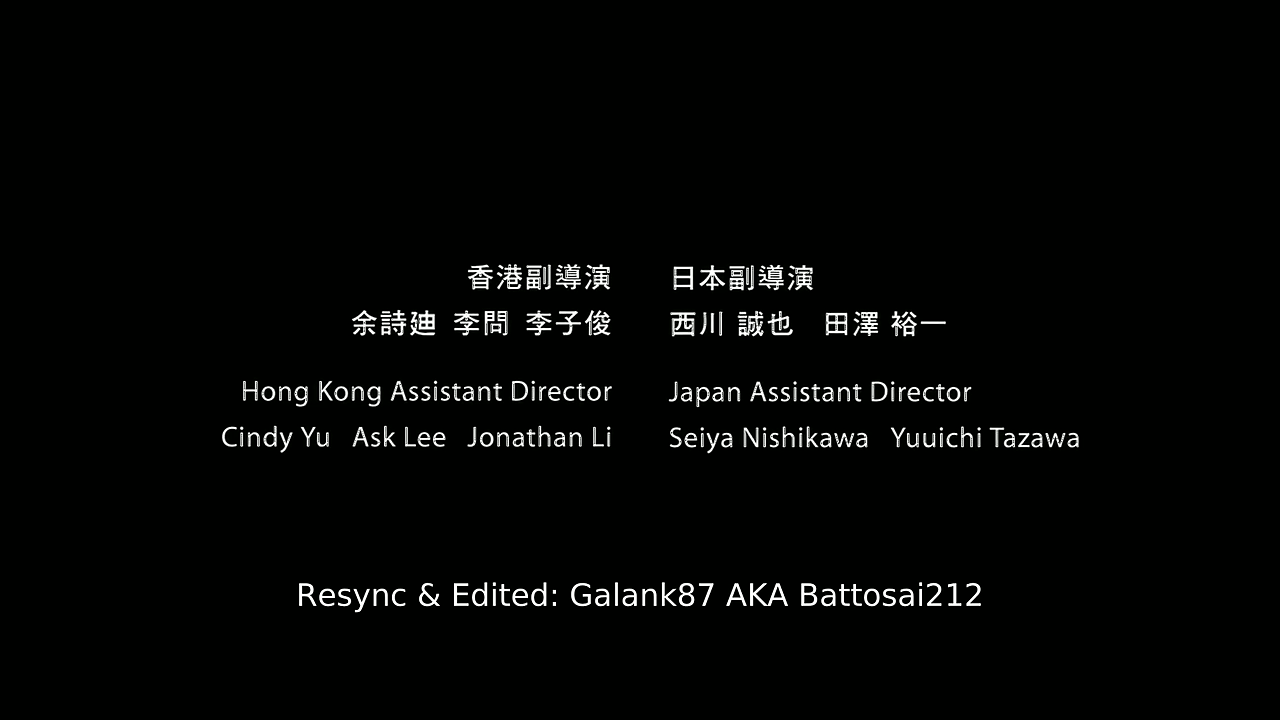 香港副導演 日本副導演
余詩廸 李問 李子俊 西川 誠也 田澤 裕一
Hong Kong Assistant Director Japan Assistant Director
Cindy Yu Ask Lee Jonathan Li Seiya Nishikawa Yuuichi Tazawa
Resync & Edited: Galank87 AKA Battosai212